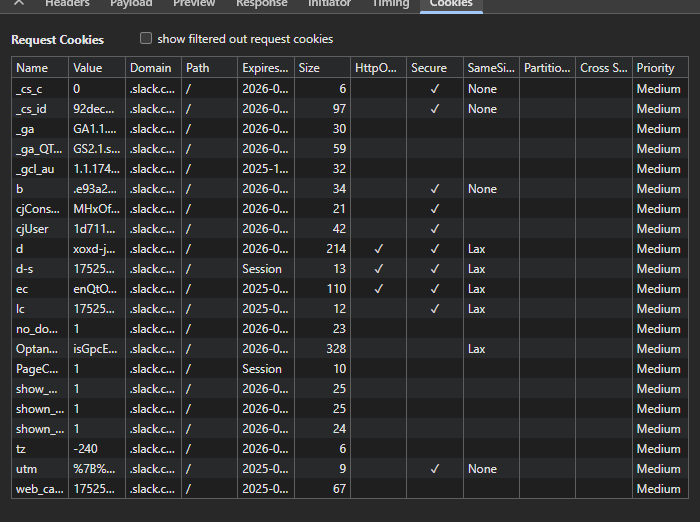 Headers Payload Preview Response Initiator Timing Cookies
Request Cookies show filtered out request cookies
Name Value Domain Path Expires... Size HttpO... Secure SameSi... Partitio... Cross S... Priority
_cs_c 0 .slack.c... / 2026-0... 6 ✓ None Medium
_cs_id 92dec... .slack.c... / 2026-0... 97 ✓ None Medium
_ga GA1.1.... .slack.c... / 2026-0... 30 Medium
_ga_QT... GS2.1.s... .slack.c... / 2026-0... 59 Medium
_gcl_au 1.1.174... .slack.c... / 2025-1... 32 Medium
b .e93a2... .slack.c... / 2026-0... 34 ✓ None Medium
cjCons... MHxOf... .slack.c... / 2026-0... 21 ✓ Medium
cjUser 1d711... .slack.c... / 2026-0... 42 ✓ Medium
d xoxd-j... .slack.c... / 2026-0... 214 ✓ ✓ Lax Medium
d-s 17525... .slack.c... / Session 13 ✓ ✓ Lax Medium
ec enQtO... .slack.c... / 2025-0... 110 ✓ ✓ Lax Medium
lc 17525... .slack.c... / 2025-0... 12 ✓ Lax Medium
no_do... 1 .slack.c... / 2026-0... 23 Medium
Optan... isGpcE... .slack.c... / 2026-0... 328 Lax Medium
PageC... 1 .slack.c... / Session 10 Medium
show_... 1 .slack.c... / 2026-0... 25 Medium
shown_... 1 .slack.c... / 2026-0... 25 Medium
shown_... 1 .slack.c... / 2026-0... 24 Medium
tz -240 .slack.c... / 2026-0... 6 Medium
utm %7B%... .slack.c... / 2025-0... 9 ✓ None Medium
web_ca... 17525... .slack.c... / 2025-0... 67 Medium